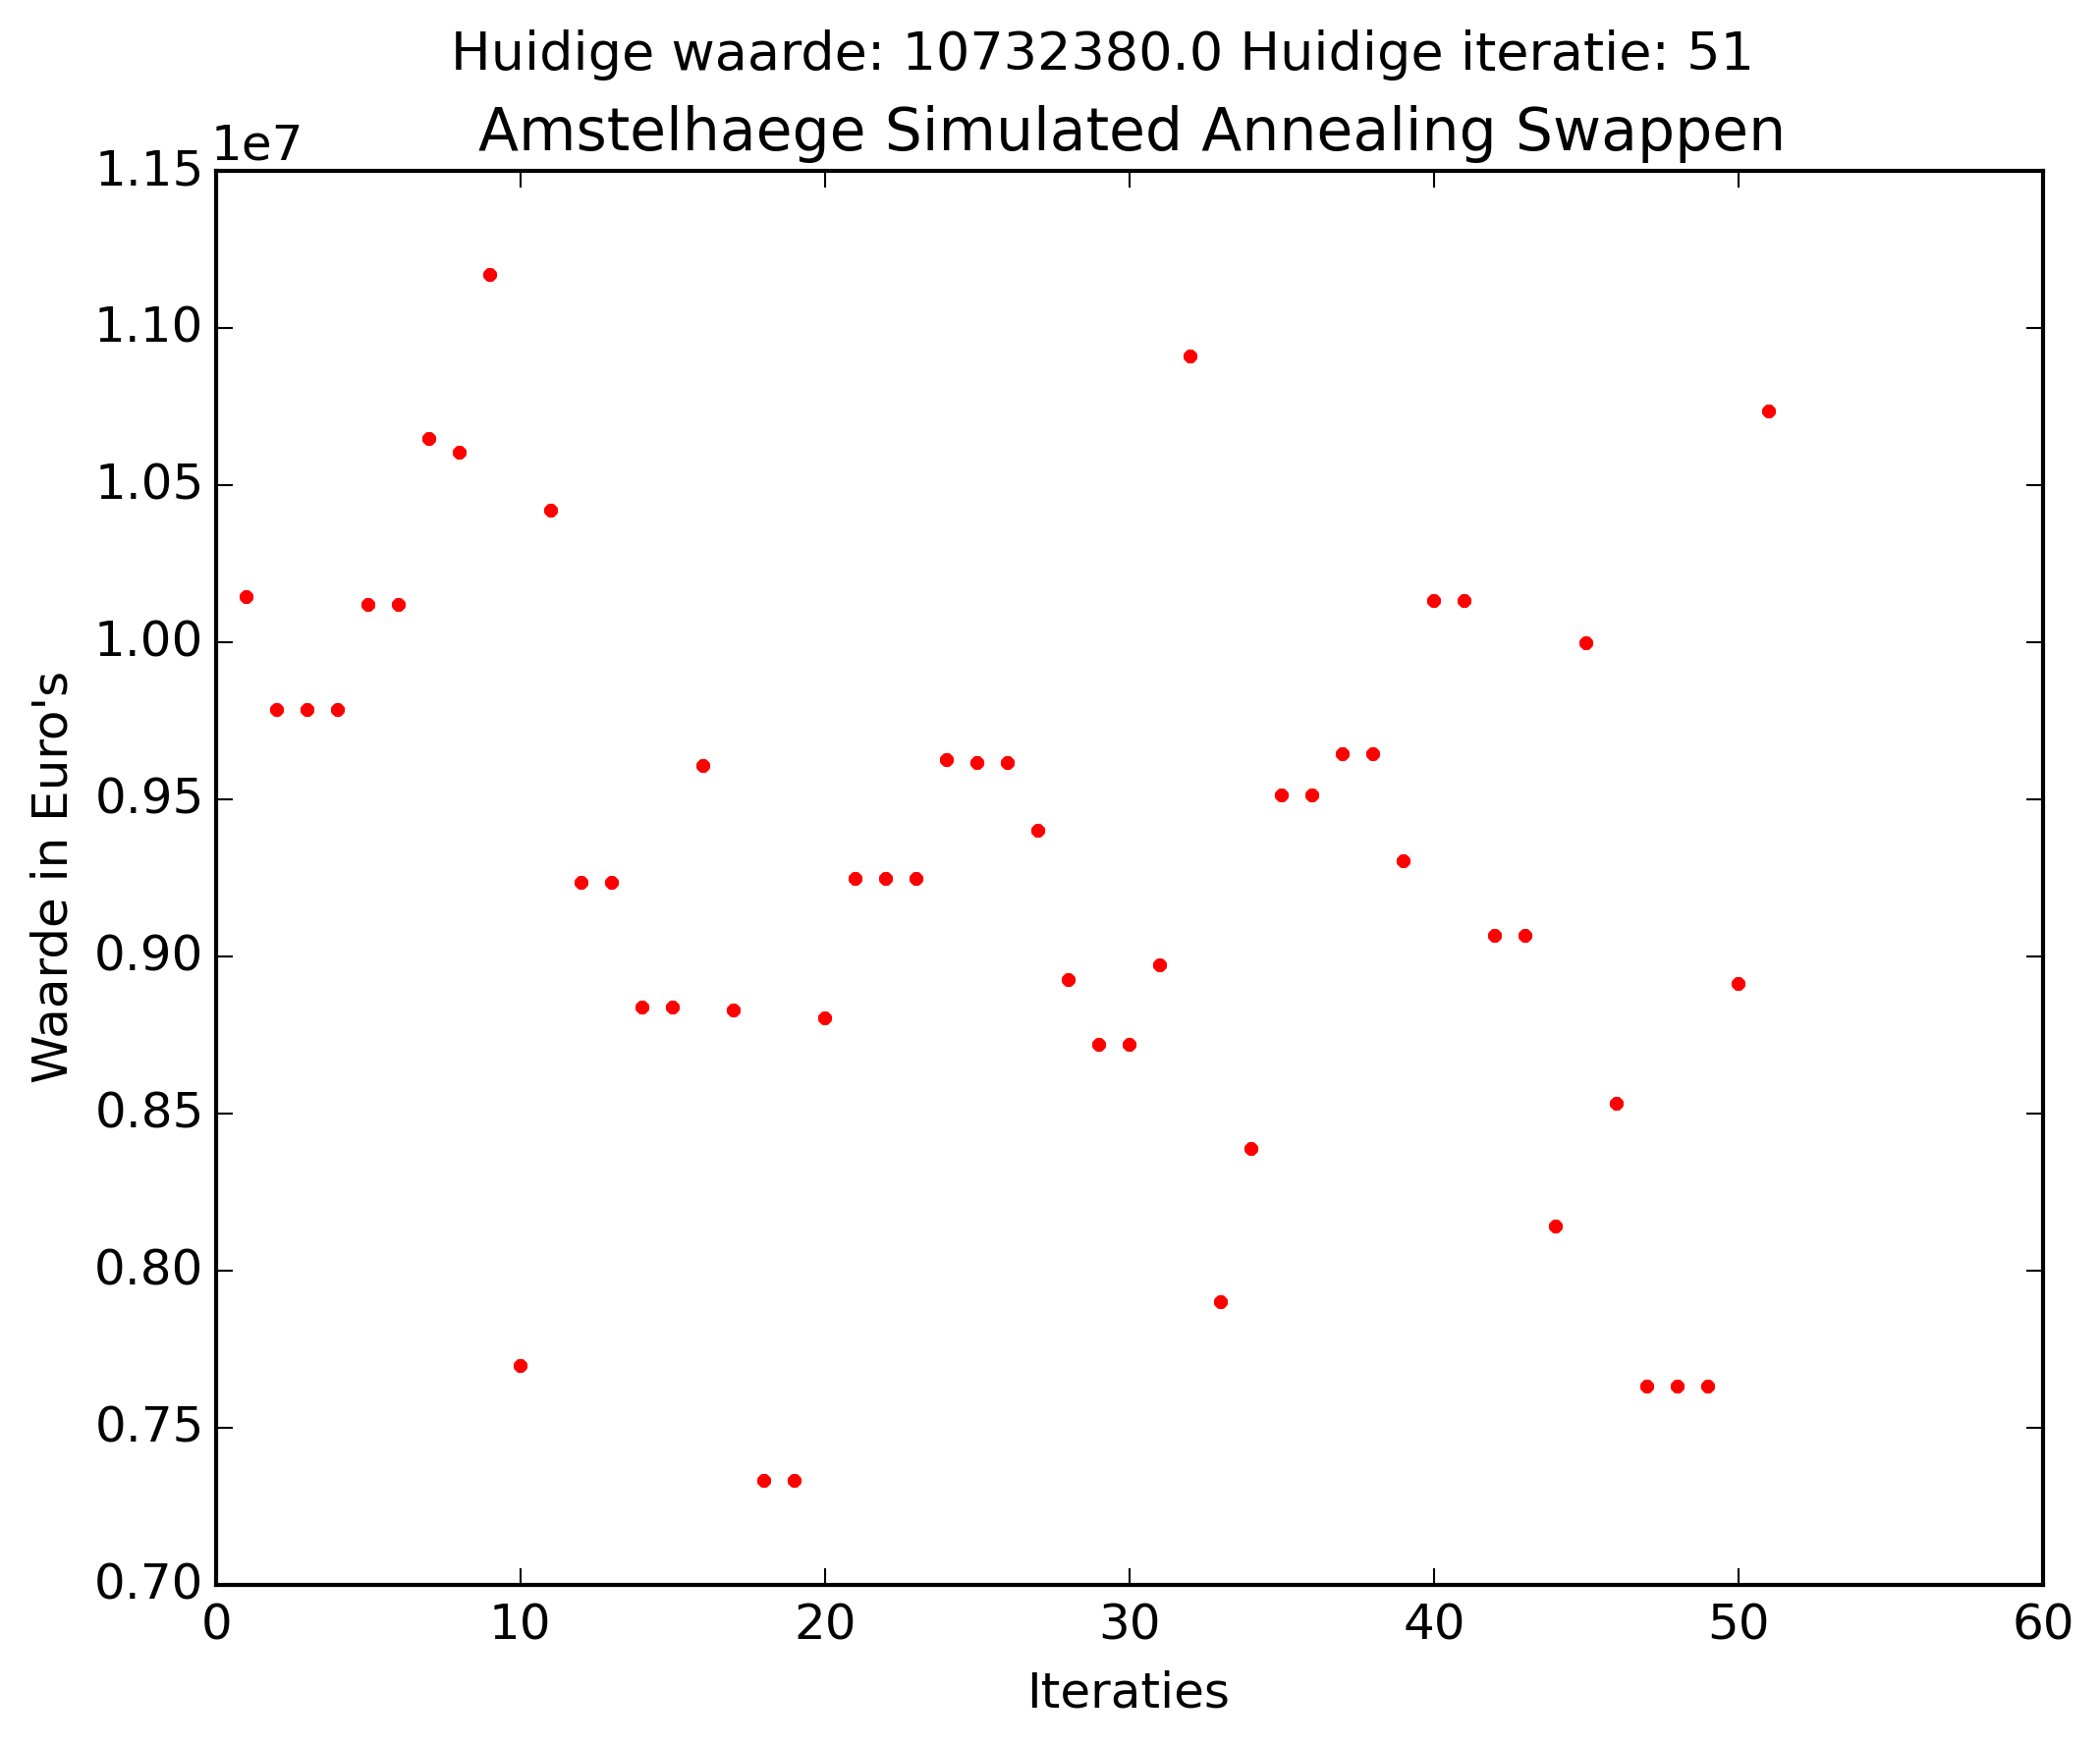 Huidige waarde: 10732380.0 Huidige iteratie: 51
Amstelhaege Simulated Annealing Swappen
1e7
1.15
1.10
1.05
1.00
0.95
0.90
0.85
0.80
0.75
0.70
Waarde in Euro's
0 10 20 30 40 50 60
Iteraties